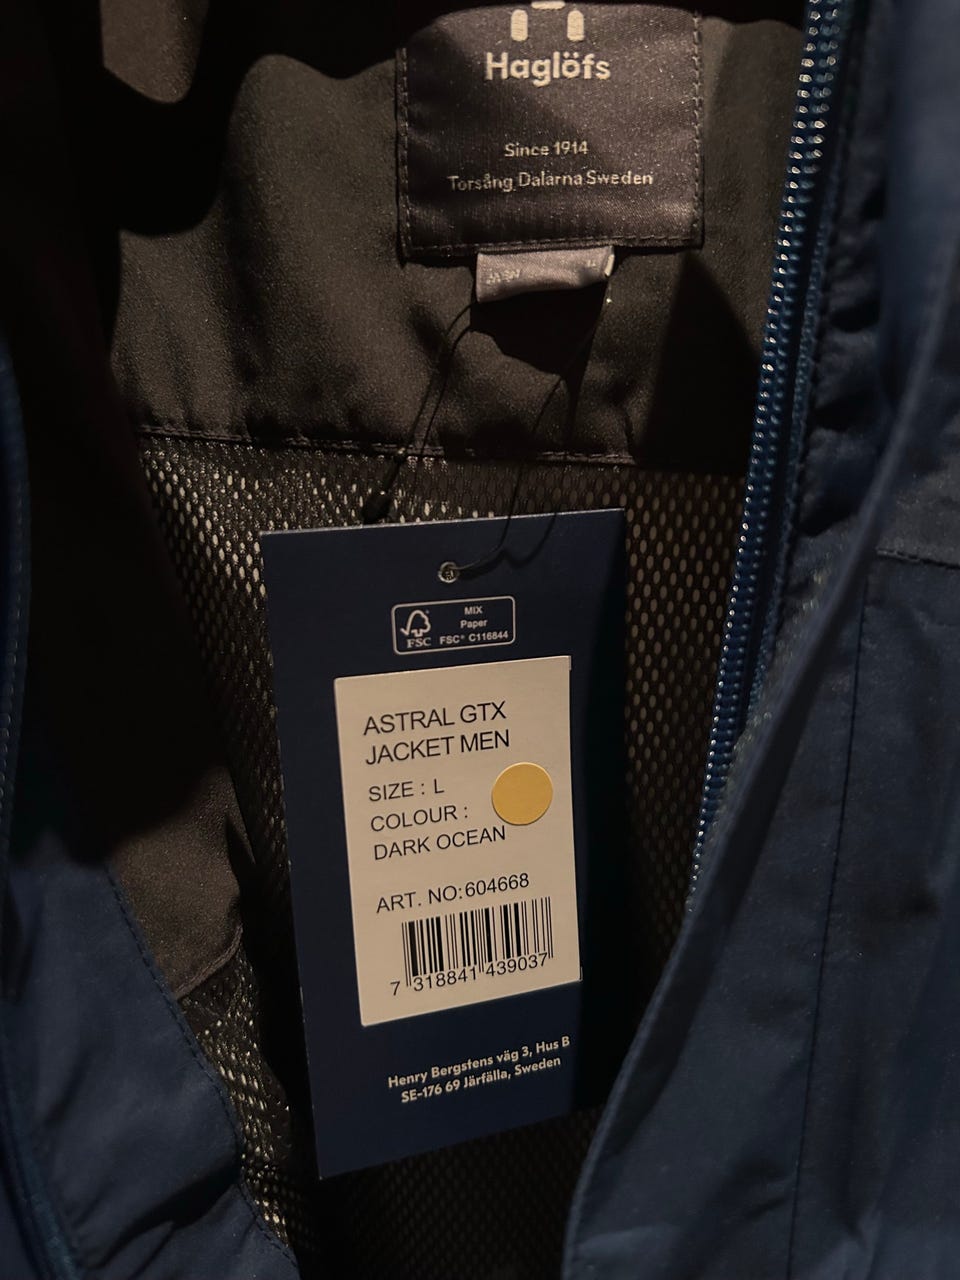 Haglöfs
Since 1914
Torsång Dalarna Sweden
MIX
Paper
FSC
FSC® C116844
ASTRAL GTX
JACKET MEN
SIZE : L
COLOUR :
DARK OCEAN
ART. NO:604668
7 318841 439037
Henry Bergstens väg 3, Hus B
SE-176 69 Järfälla, Sweden